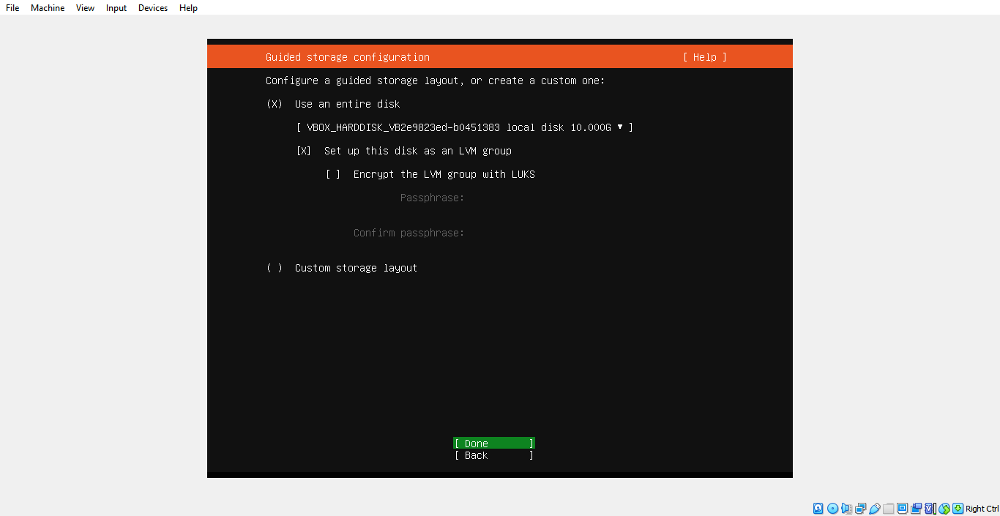 File Machine View Input Devices Help
Guided storage configuration [ Help ]
Configure a guided storage layout, or create a custom one:
(X) Use an entire disk
[ VBOX_HARDDISK_VB2e9823ed-b0451383 local disk 10.000G ▾ ]
[X] Set up this disk as an LVM group
[ ] Encrypt the LVM group with LUKS
Passphrase:
Confirm passphrase:
( ) Custom storage layout
[ Done ]
[ Back ]
Right Ctrl